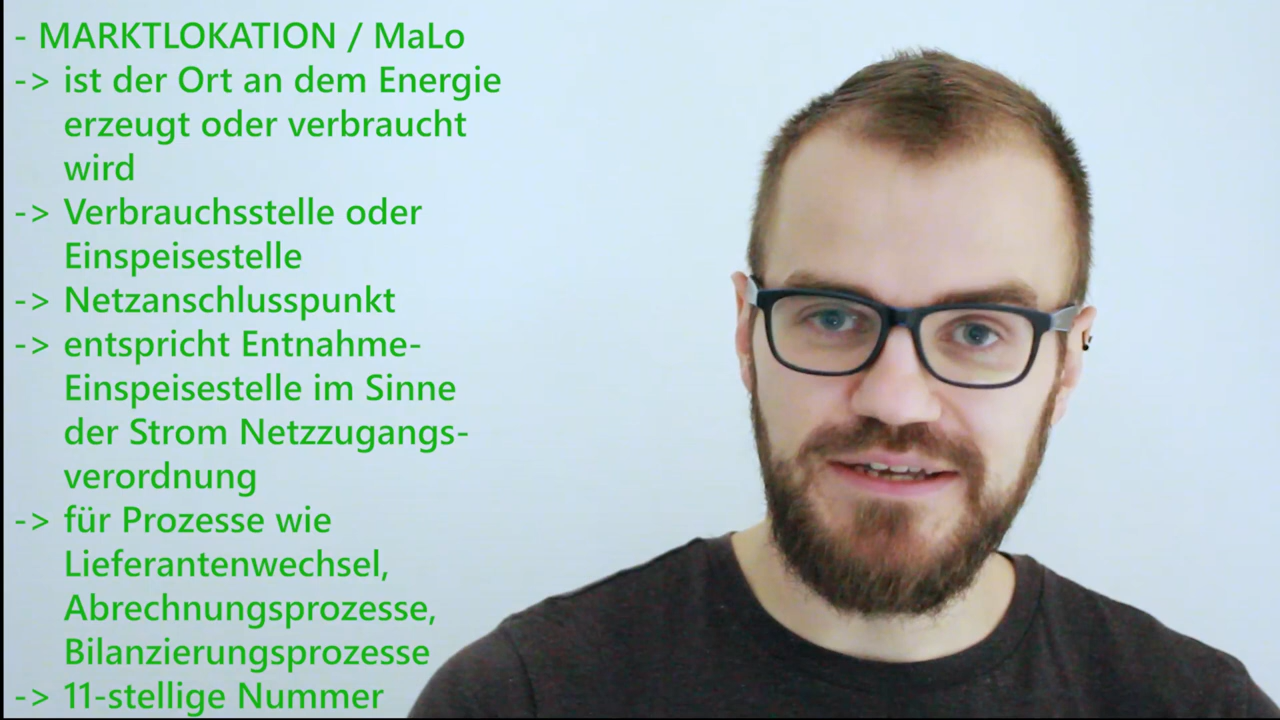 - MARKTLOKATION / MaLo
-> ist der Ort an dem Energie
erzeugt oder verbraucht
wird
-> Verbrauchsstelle oder
Einspeisestelle
-> Netzanschlusspunkt
-> entspricht Entnahme-
Einspeisestelle im Sinne
der Strom Netzzugangs-
verordnung
-> für Prozesse wie
Lieferantenwechsel,
Abrechnungsprozesse,
Bilanzierungsprozesse
-> 11-stellige Nummer